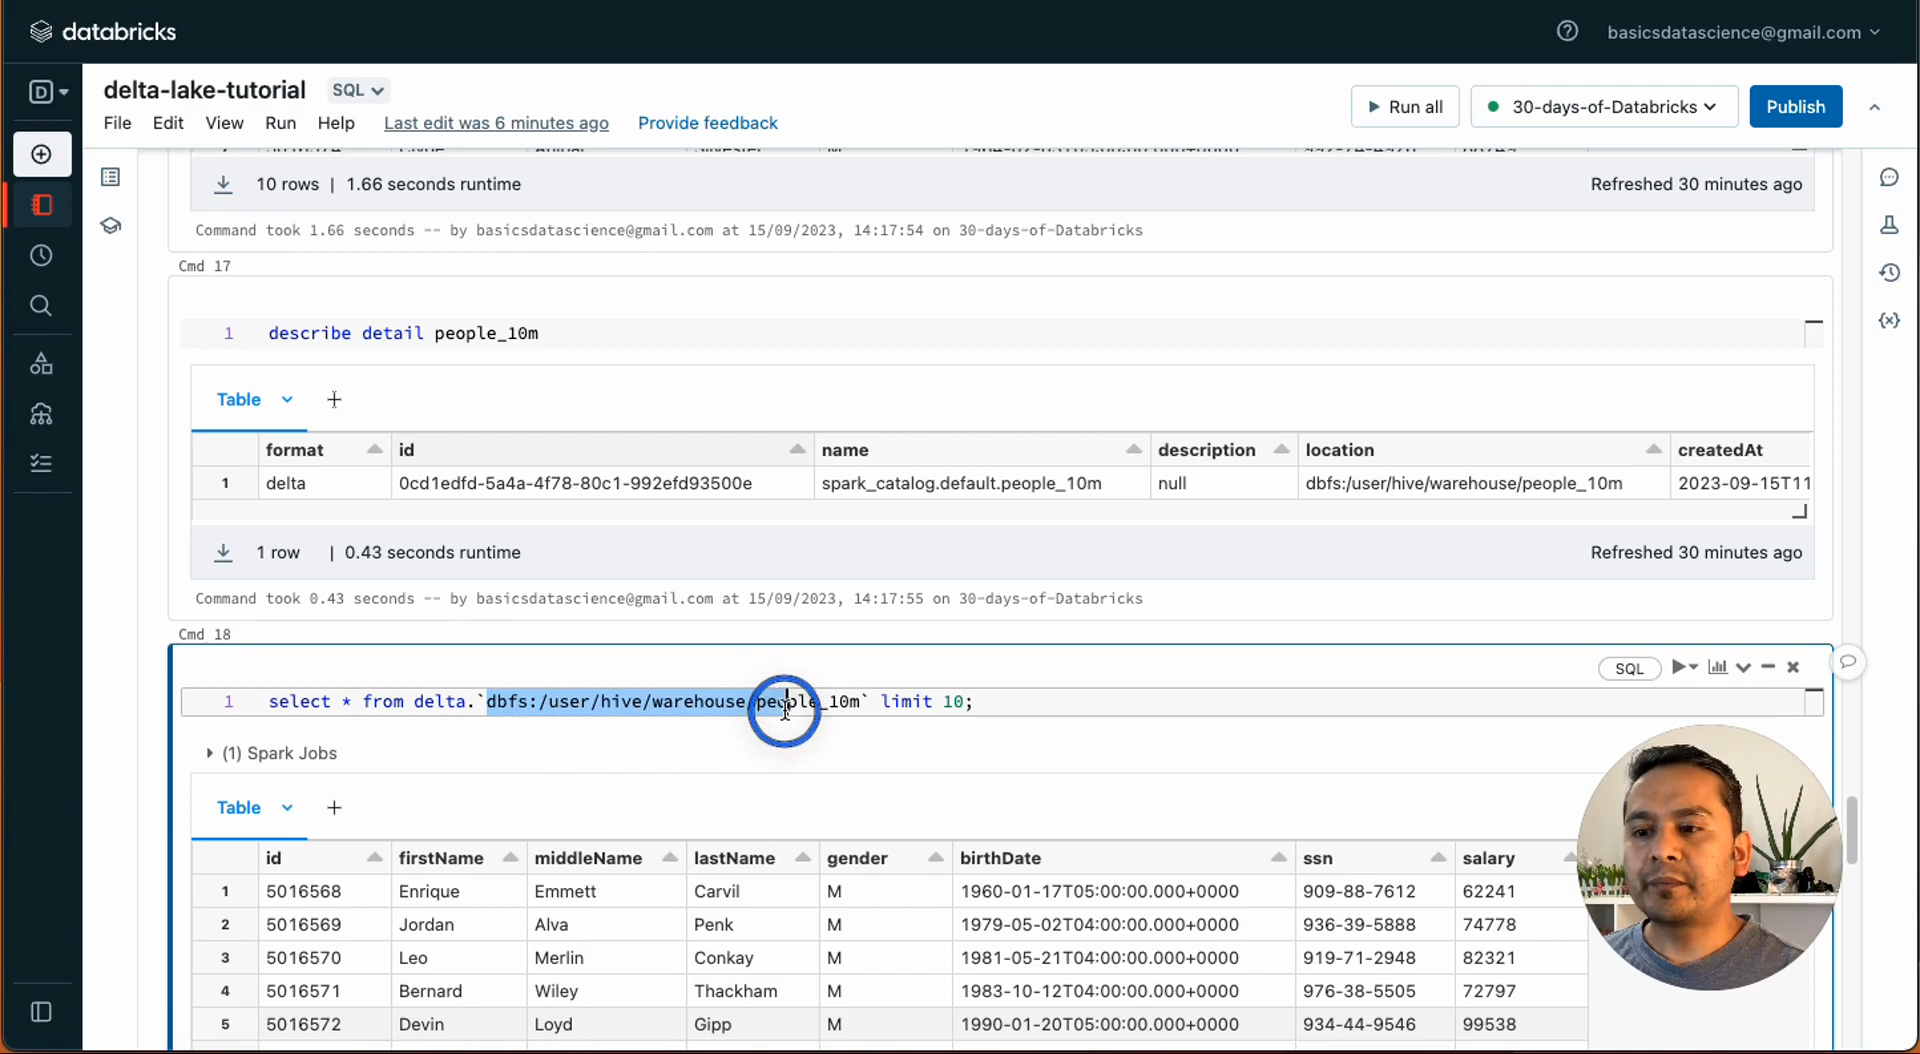 databricks
basicsdatascience@gmail.com
D
delta-lake-tutorial SQL
File Edit View Run Help Last edit was 6 minutes ago Provide feedback
Run all 30-days-of-Databricks Publish
10 rows | 1.66 seconds runtime Refreshed 30 minutes ago
Command took 1.66 seconds -- by basicsdatascience@gmail.com at 15/09/2023, 14:17:54 on 30-days-of-Databricks
Cmd 17
1 describe detail people_10m
Table +
format id name description location createdAt
1 delta 0cd1edfd-5a4a-4f78-80c1-992efd93500e spark_catalog.default.people_10m null dbfs:/user/hive/warehouse/people_10m 2023-09-15T11
1 row | 0.43 seconds runtime Refreshed 30 minutes ago
Command took 0.43 seconds -- by basicsdatascience@gmail.com at 15/09/2023, 14:17:55 on 30-days-of-Databricks
Cmd 18
SQL
1 select * from delta.`dbfs:/user/hive/warehouse/people_10m` limit 10;
(1) Spark Jobs
Table +
id firstName middleName lastName gender birthDate ssn salary
1 5016568 Enrique Emmett Carvil M 1960-01-17T05:00:00.000+0000 909-88-7612 62241
2 5016569 Jordan Alva Penk M 1979-05-02T04:00:00.000+0000 936-39-5888 74778
3 5016570 Leo Merlin Conkay M 1981-05-21T04:00:00.000+0000 919-71-2948 82321
4 5016571 Bernard Wiley Thackham M 1983-10-12T04:00:00.000+0000 976-38-5505 72797
5 5016572 Devin Loyd Gipp M 1990-01-20T05:00:00.000+0000 934-44-9546 99538